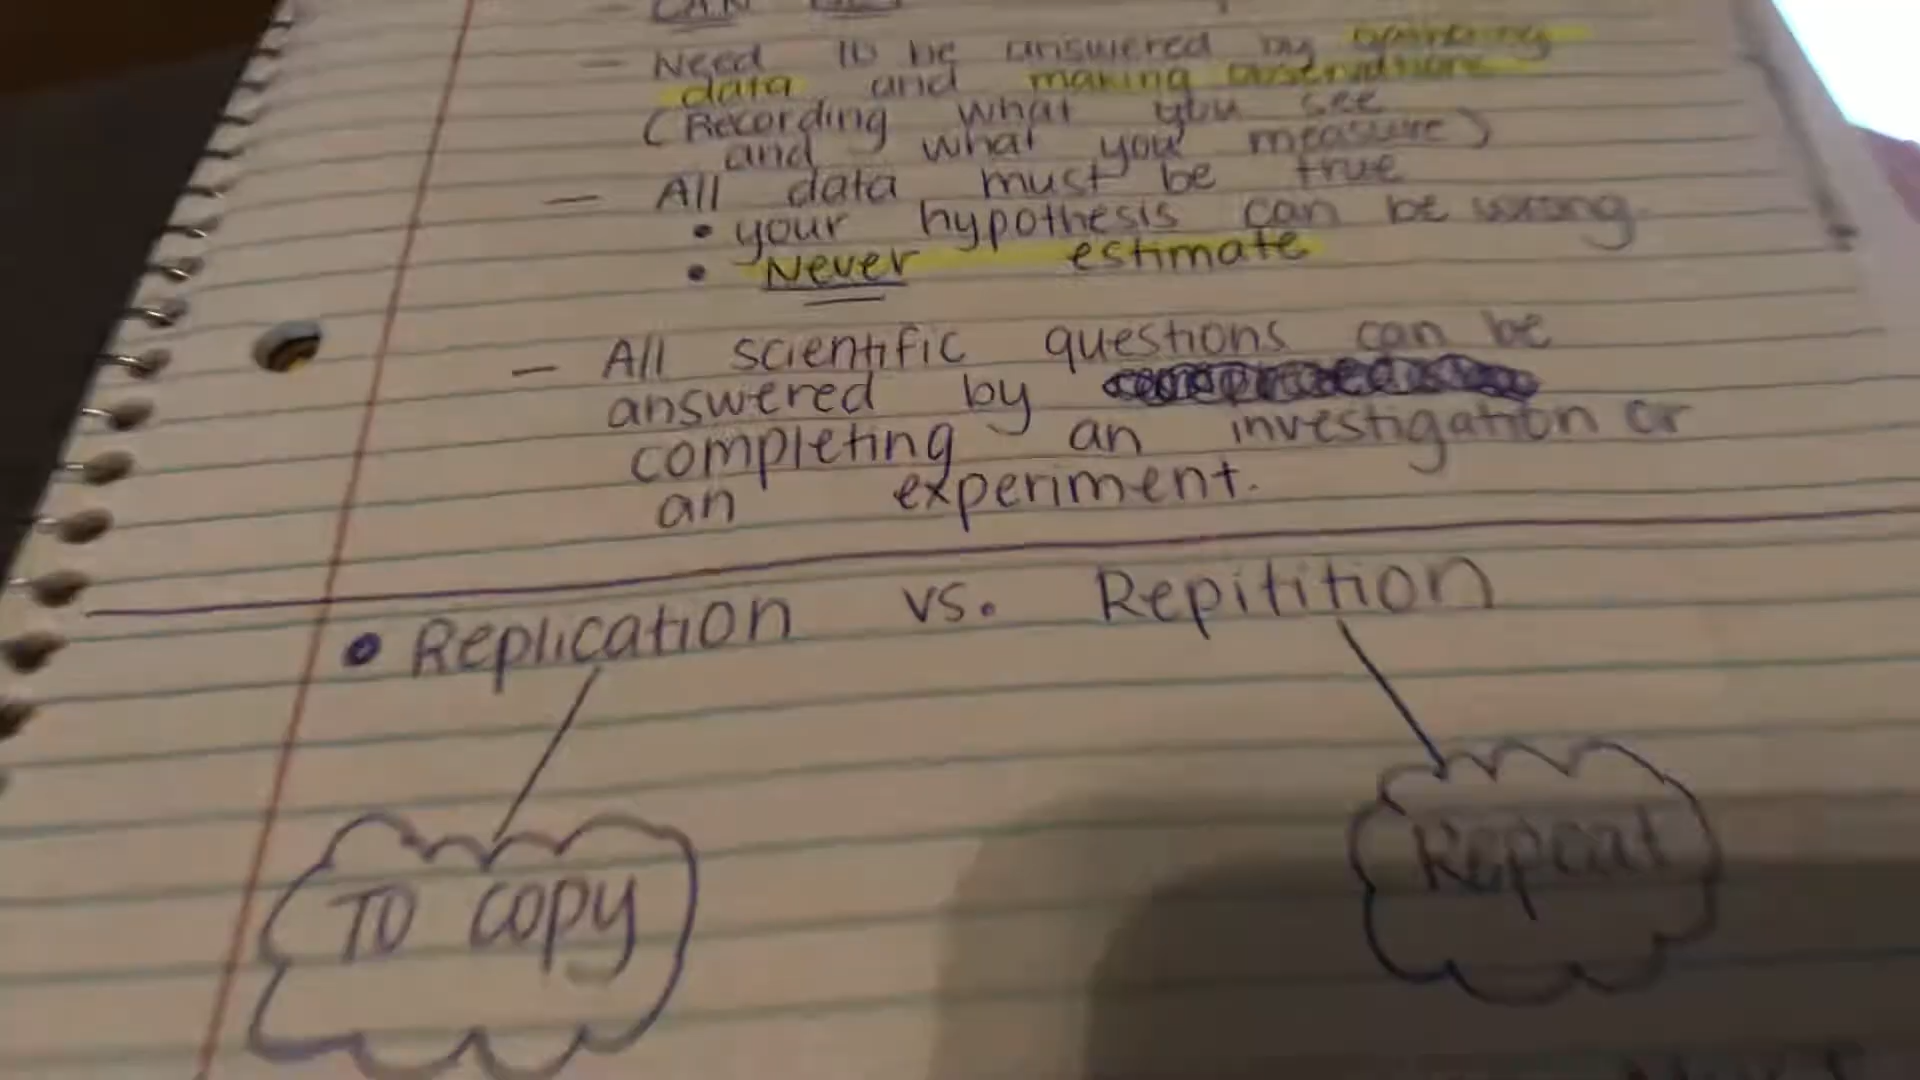 CAN BE
- Need to be answered by gathering
data and making observations
(Recording what you see
and what you measure)
- All data must be true
• your hypothesis can be wrong.
• Never estimate
- All scientific questions can be
answered by
completing an investigation or
an experiment.
• Replication vs. Repitition
To copy
Repeat